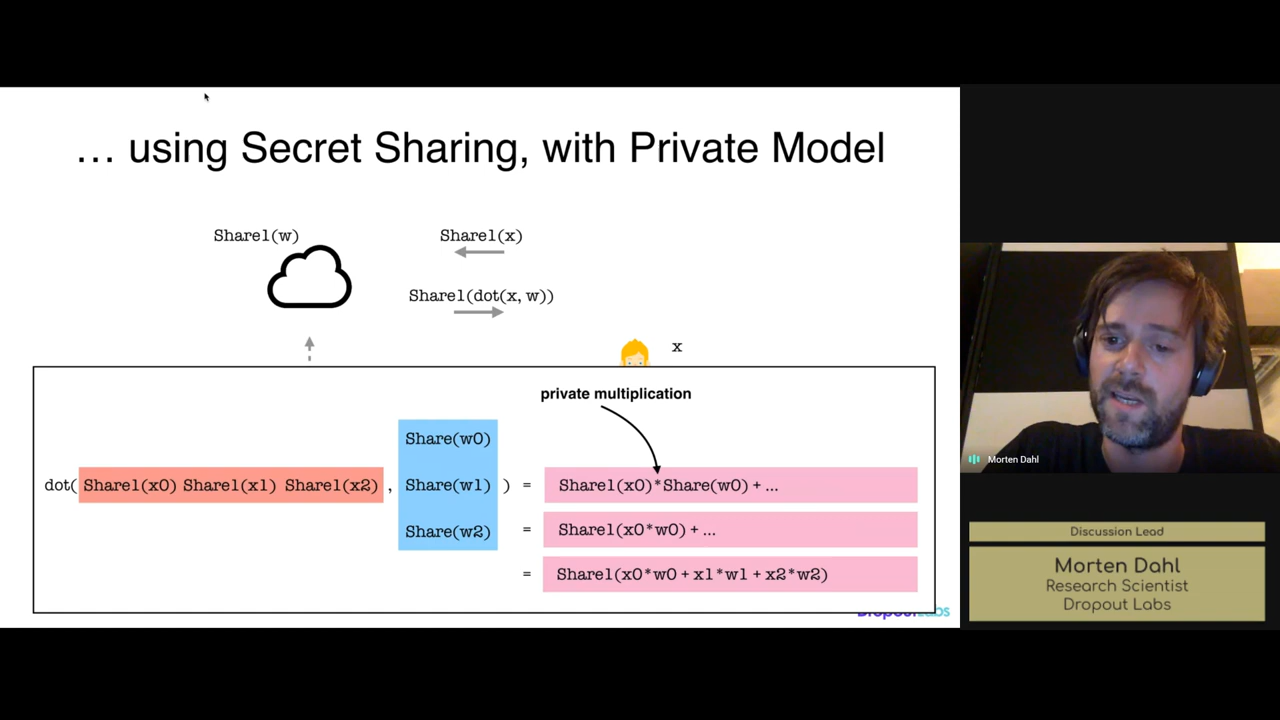 … using Secret Sharing, with Private Model
Share1(w)
Share1(x)
Share1(dot(x, w))
x
private multiplication
dot( Share1(x0) Share1(x1) Share1(x2) , Share(w0) Share(w1) Share(w2) ) = Share1(x0)*Share(w0) + ...
= Share1(x0*w0) + ...
= Share1(x0*w0 + x1*w1 + x2*w2)
Dropout Labs
Morten Dahl
Discussion Lead
Morten Dahl
Research Scientist
Dropout Labs